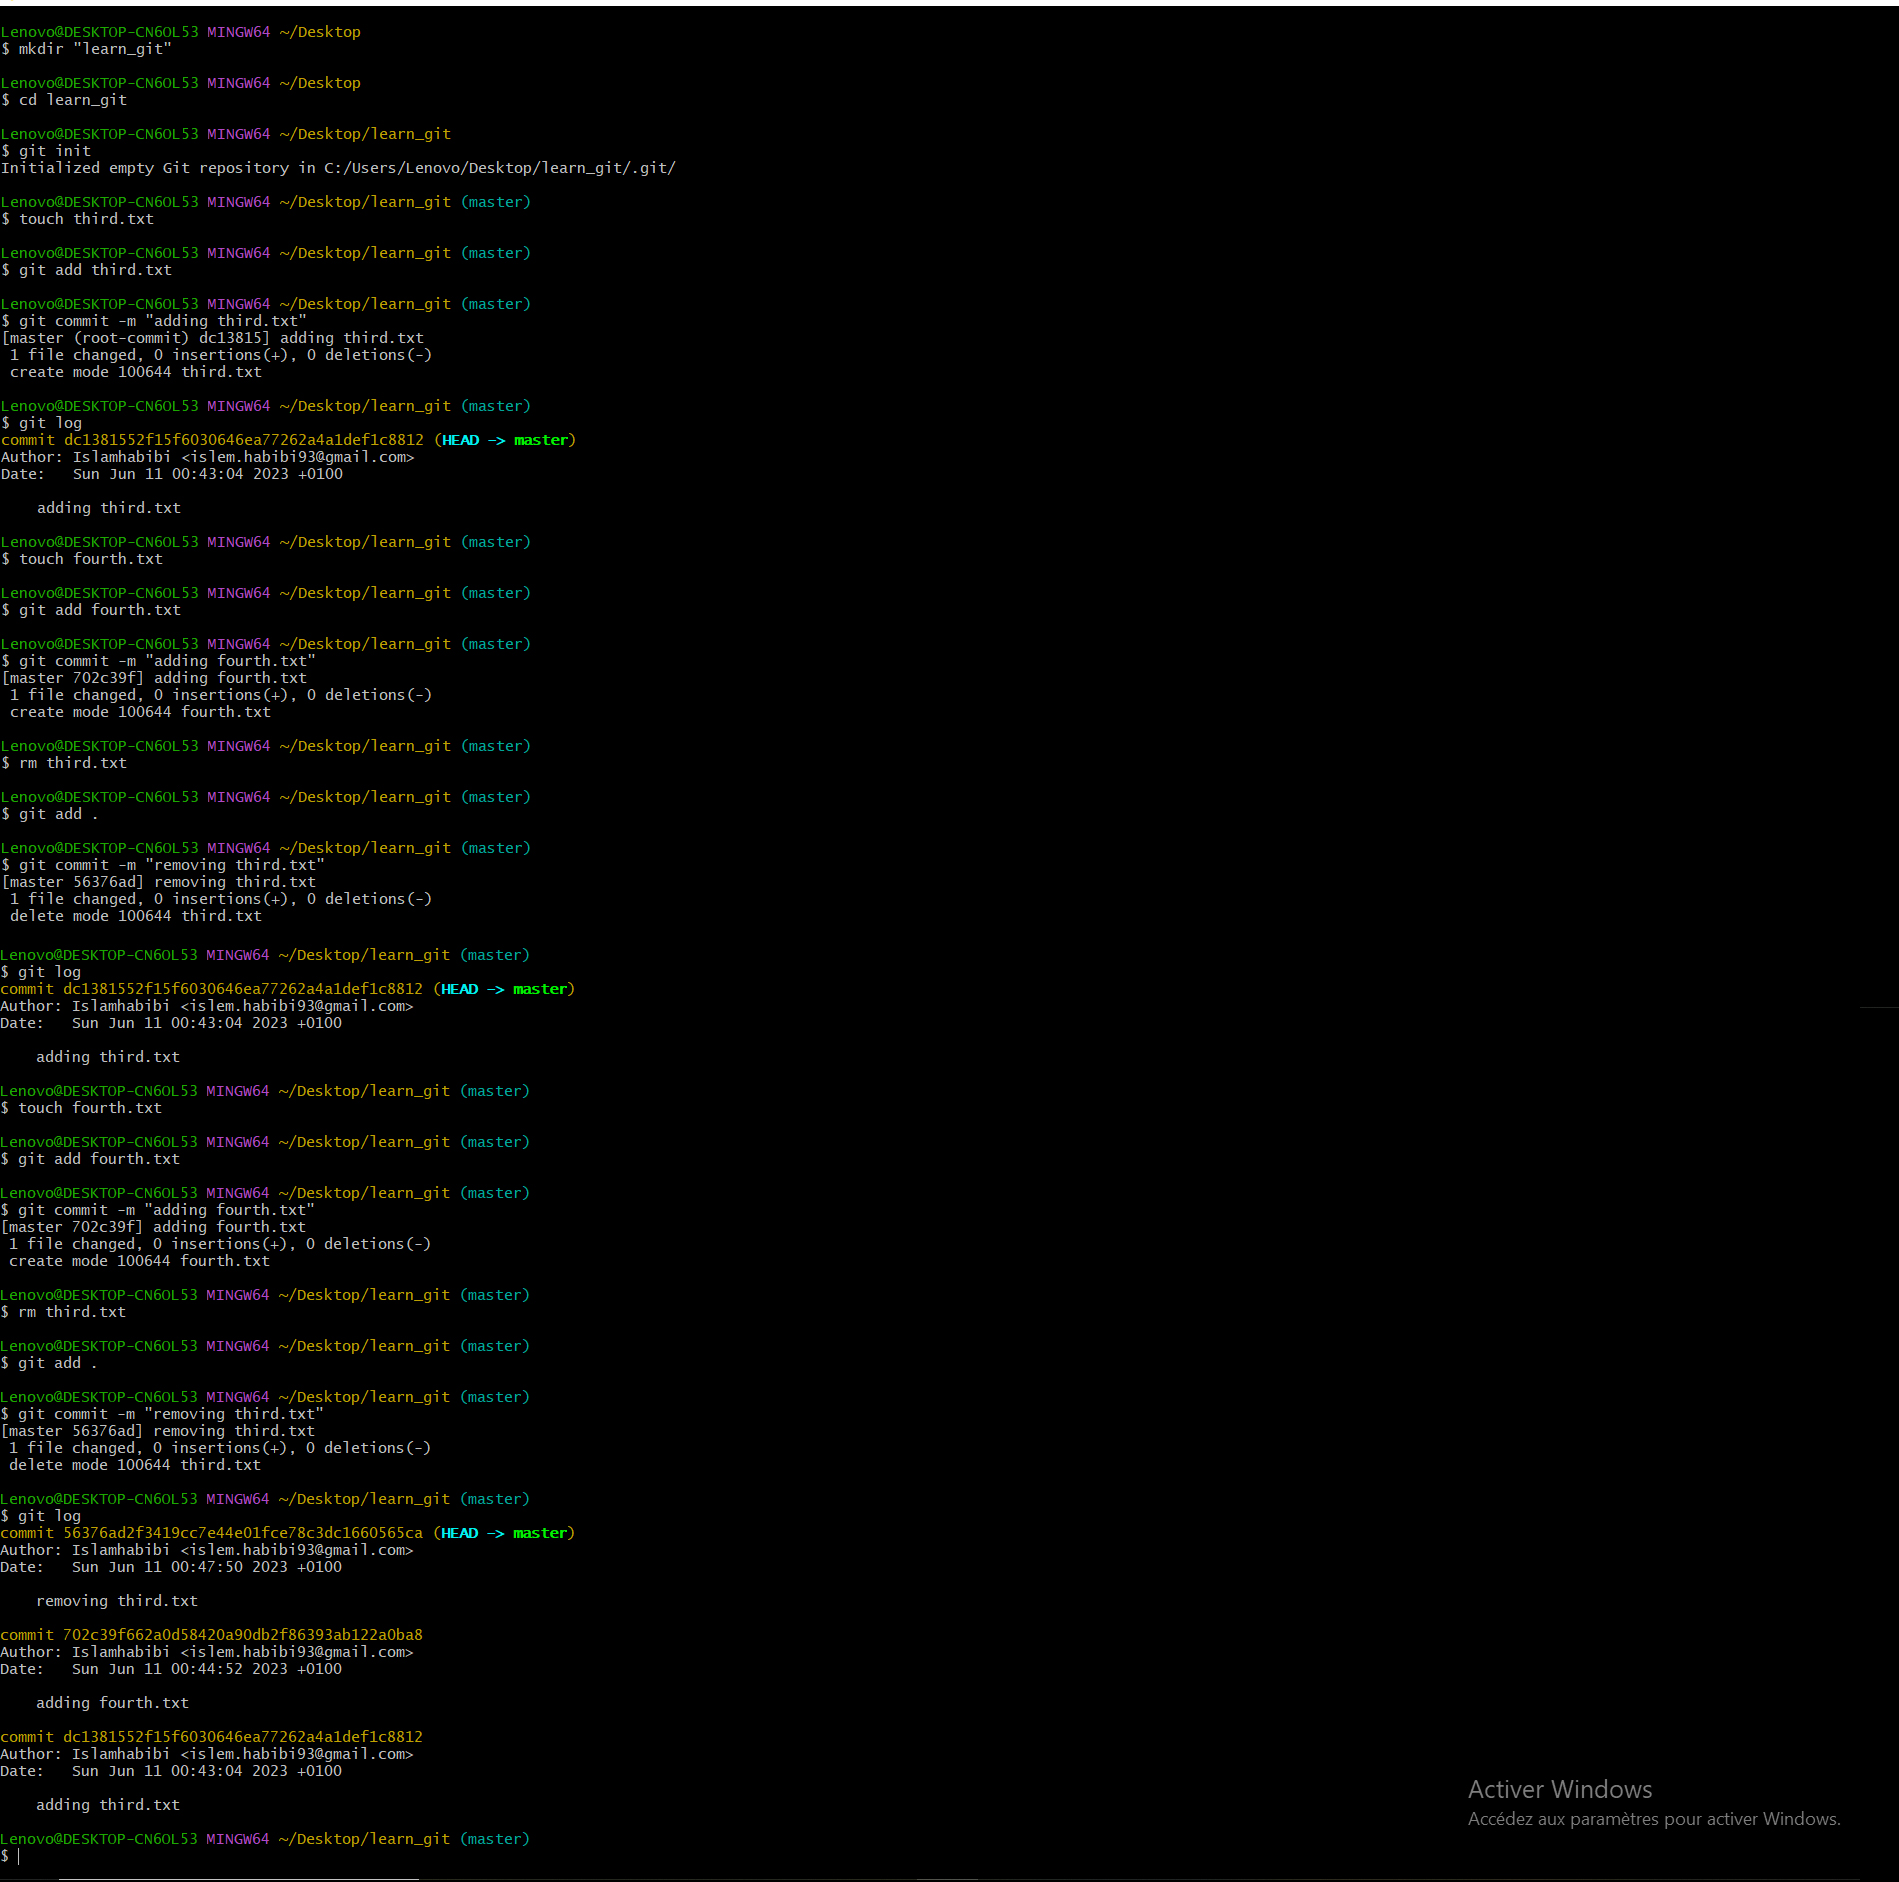 Lenovo@DESKTOP-CN6OL53 MINGW64 ~/Desktop
$ mkdir "learn_git"
Lenovo@DESKTOP-CN6OL53 MINGW64 ~/Desktop
$ cd learn_git
Lenovo@DESKTOP-CN6OL53 MINGW64 ~/Desktop/learn_git
$ git init
Initialized empty Git repository in C:/Users/Lenovo/Desktop/learn_git/.git/
Lenovo@DESKTOP-CN6OL53 MINGW64 ~/Desktop/learn_git (master)
$ touch third.txt
Lenovo@DESKTOP-CN6OL53 MINGW64 ~/Desktop/learn_git (master)
$ git add third.txt
Lenovo@DESKTOP-CN6OL53 MINGW64 ~/Desktop/learn_git (master)
$ git commit -m "adding third.txt"
[master (root-commit) dc13815] adding third.txt
 1 file changed, 0 insertions(+), 0 deletions(-)
 create mode 100644 third.txt
Lenovo@DESKTOP-CN6OL53 MINGW64 ~/Desktop/learn_git (master)
$ git log
commit dc1381552f15f6030646ea77262a4a1def1c8812 (HEAD -> master)
Author: Islamhabibi <islem.habibi93@gmail.com>
Date:   Sun Jun 11 00:43:04 2023 +0100
    adding third.txt
Lenovo@DESKTOP-CN6OL53 MINGW64 ~/Desktop/learn_git (master)
$ touch fourth.txt
Lenovo@DESKTOP-CN6OL53 MINGW64 ~/Desktop/learn_git (master)
$ git add fourth.txt
Lenovo@DESKTOP-CN6OL53 MINGW64 ~/Desktop/learn_git (master)
$ git commit -m "adding fourth.txt"
[master 702c39f] adding fourth.txt
 1 file changed, 0 insertions(+), 0 deletions(-)
 create mode 100644 fourth.txt
Lenovo@DESKTOP-CN6OL53 MINGW64 ~/Desktop/learn_git (master)
$ rm third.txt
Lenovo@DESKTOP-CN6OL53 MINGW64 ~/Desktop/learn_git (master)
$ git add .
Lenovo@DESKTOP-CN6OL53 MINGW64 ~/Desktop/learn_git (master)
$ git commit -m "removing third.txt"
[master 56376ad] removing third.txt
 1 file changed, 0 insertions(+), 0 deletions(-)
 delete mode 100644 third.txt
Lenovo@DESKTOP-CN6OL53 MINGW64 ~/Desktop/learn_git (master)
$ git log
commit dc1381552f15f6030646ea77262a4a1def1c8812 (HEAD -> master)
Author: Islamhabibi <islem.habibi93@gmail.com>
Date:   Sun Jun 11 00:43:04 2023 +0100
    adding third.txt
Lenovo@DESKTOP-CN6OL53 MINGW64 ~/Desktop/learn_git (master)
$ touch fourth.txt
Lenovo@DESKTOP-CN6OL53 MINGW64 ~/Desktop/learn_git (master)
$ git add fourth.txt
Lenovo@DESKTOP-CN6OL53 MINGW64 ~/Desktop/learn_git (master)
$ git commit -m "adding fourth.txt"
[master 702c39f] adding fourth.txt
 1 file changed, 0 insertions(+), 0 deletions(-)
 create mode 100644 fourth.txt
Lenovo@DESKTOP-CN6OL53 MINGW64 ~/Desktop/learn_git (master)
$ rm third.txt
Lenovo@DESKTOP-CN6OL53 MINGW64 ~/Desktop/learn_git (master)
$ git add .
Lenovo@DESKTOP-CN6OL53 MINGW64 ~/Desktop/learn_git (master)
$ git commit -m "removing third.txt"
[master 56376ad] removing third.txt
 1 file changed, 0 insertions(+), 0 deletions(-)
 delete mode 100644 third.txt
Lenovo@DESKTOP-CN6OL53 MINGW64 ~/Desktop/learn_git (master)
$ git log
commit 56376ad2f3419cc7e44e01fce78c3dc1660565ca (HEAD -> master)
Author: Islamhabibi <islem.habibi93@gmail.com>
Date:   Sun Jun 11 00:47:50 2023 +0100
    removing third.txt
commit 702c39f662a0d58420a90db2f86393ab122a0ba8
Author: Islamhabibi <islem.habibi93@gmail.com>
Date:   Sun Jun 11 00:44:52 2023 +0100
    adding fourth.txt
commit dc1381552f15f6030646ea77262a4a1def1c8812
Author: Islamhabibi <islem.habibi93@gmail.com>
Date:   Sun Jun 11 00:43:04 2023 +0100
    adding third.txt
Lenovo@DESKTOP-CN6OL53 MINGW64 ~/Desktop/learn_git (master)
$
Activer Windows
Accédez aux paramètres pour activer Windows.